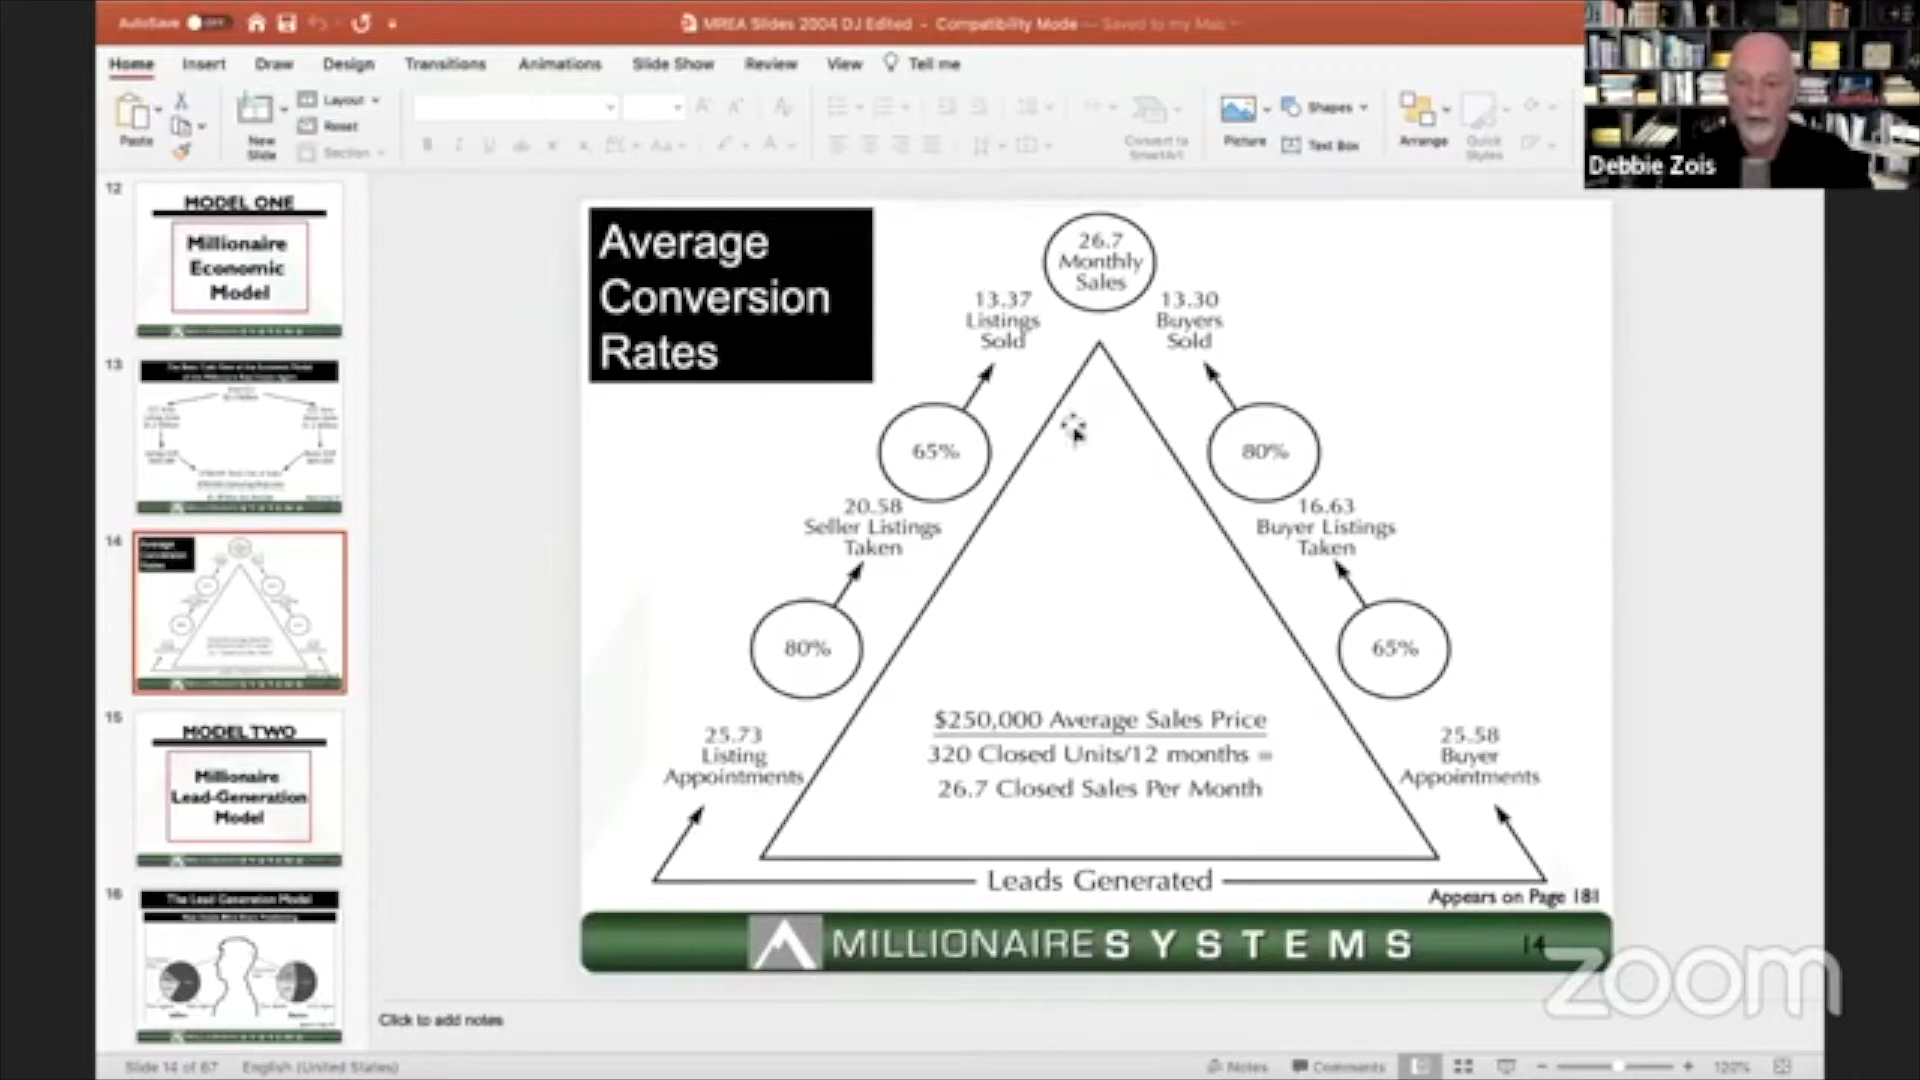 AutoSave OFF
MREA Slides 2004 DJ Edited - Compatibility Mode — Saved to my Mac
Home Insert Draw Design Transitions Animations Slide Show Review View Tell me
Paste
New
Slide
Layout
Reset
Section
Convert to
SmartArt
Picture
Shapes
Text Box
Arrange
Quick
Styles
Debbie Zois
12
MODEL ONE
Millionaire
Economic
Model
13
14
15
MODEL TWO
Millionaire
Lead-Generation
Model
16
The Lead Generation Model
Average
Conversion
Rates
26.7
Monthly
Sales
13.37
Listings
Sold
13.30
Buyers
Sold
65%
80%
20.58
Seller Listings
Taken
16.63
Buyer Listings
Taken
80%
65%
25.73
Listing
Appointments
25.58
Buyer
Appointments
$250,000 Average Sales Price
320 Closed Units/12 months =
26.7 Closed Sales Per Month
Leads Generated
Appears on Page 181
MILLIONAIRE SYSTEMS
14
zoom
Click to add notes
Slide 14 of 67
English (United States)
Notes
Comments
120%